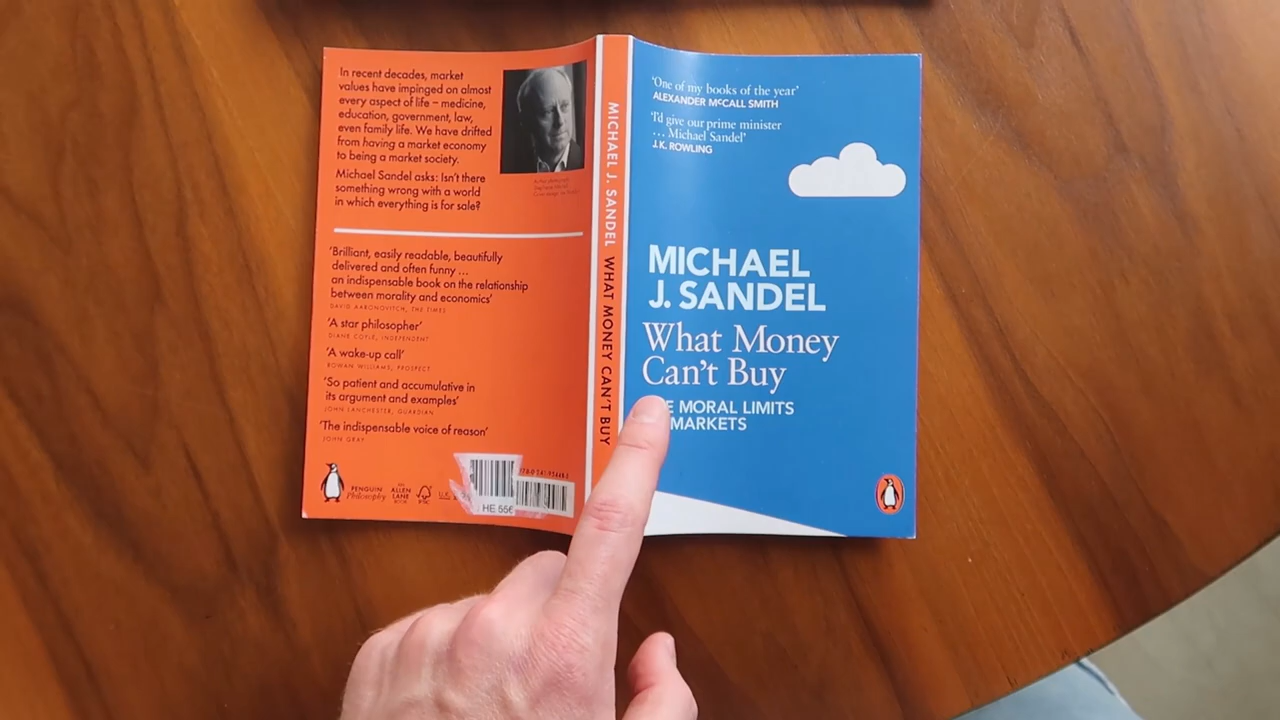 In recent decades, market
values have impinged on almost
every aspect of life – medicine,
education, government, law,
even family life. We have drifted
from having a market economy
to being a market society.
Michael Sandel asks: Isn't there
something wrong with a world
in which everything is for sale?
'Brilliant, easily readable, beautifully
delivered and often funny ...
an indispensable book on the relationship
between morality and economics'
DAVID AARONOVITCH, THE TIMES
'A star philosopher'
DIANE COYLE, INDEPENDENT
'A wake-up call'
ROWAN WILLIAMS, PROSPECT
'So patient and accumulative in
its argument and examples'
JOHN LANCHESTER, GUARDIAN
'The indispensable voice of reason'
JOHN GRAY
PENGUIN
Philosophy
AN
ALLEN
LANE
BOOK
FSC
HE 556
MICHAEL J. SANDEL WHAT MONEY CAN'T BUY
'One of my books of the year'
ALEXANDER McCALL SMITH
'I'd give our prime minister
... Michael Sandel'
J.K. ROWLING
MICHAEL
J. SANDEL
What Money
Can't Buy
MORAL LIMITS
MARKETS